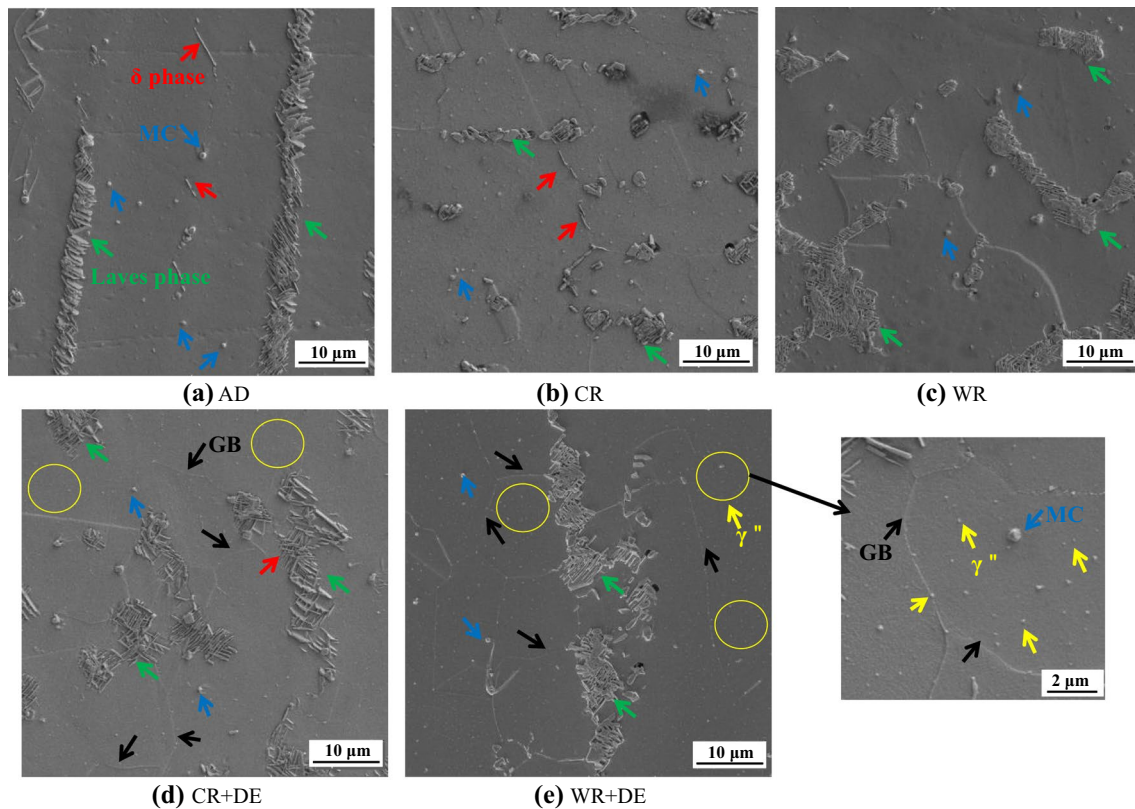 δ phase
MC
Laves phase
10 μm
10 μm
10 μm
(a) AD
(b) CR
(c) WR
GB
10 μm
γ "
10 μm
MC
GB
γ "
2 μm
(d) CR+DE
(e) WR+DE